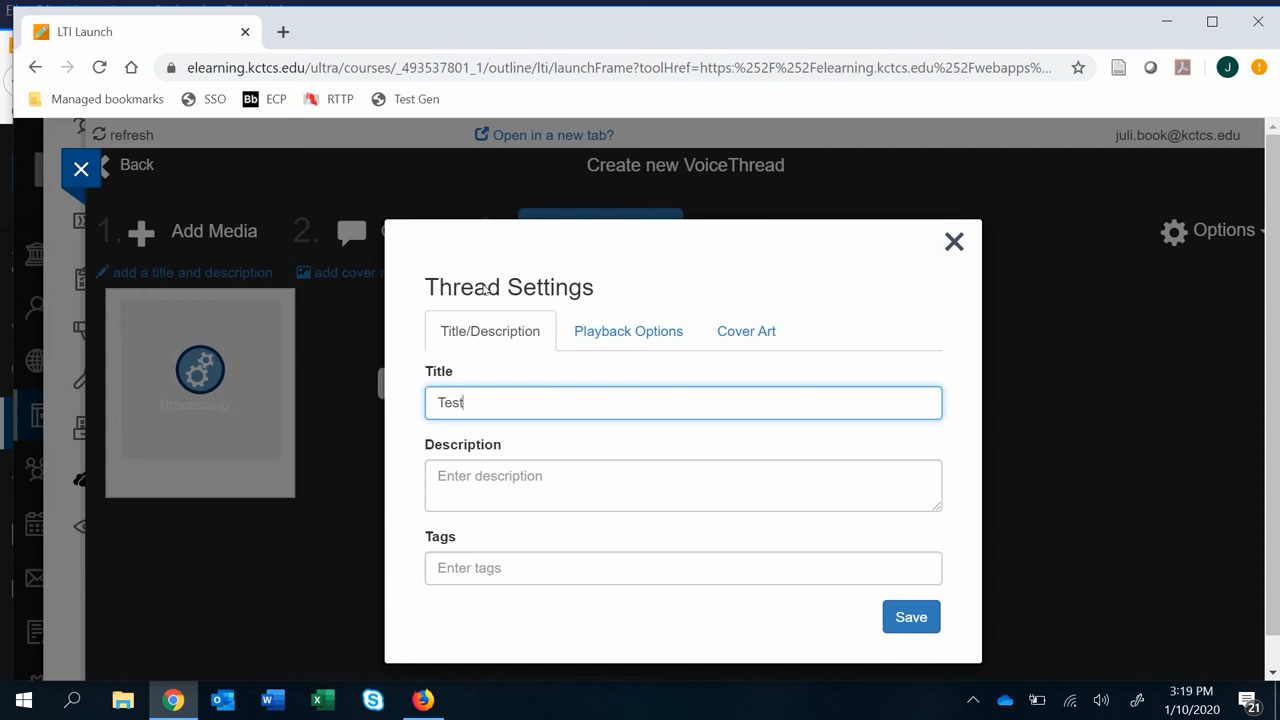 LTI Launch
elearning.kctcs.edu/ultra/courses/_493537801_1/outline/lti/launchFrame?toolHref=https:%252F%252Felearning.kctcs.edu%252Fwebapps%...
J
Managed bookmarks SSO Bb ECP RTTP Test Gen
refresh Open in a new tab? juli.book@kctcs.edu
Back Create new VoiceThread
1. Add Media 2. Options
add a title and description add cover
Processing...
Thread Settings
Title/Description Playback Options Cover Art
Title
Test
Description
Enter description
Tags
Enter tags
Save
3:19 PM
1/10/2020
21